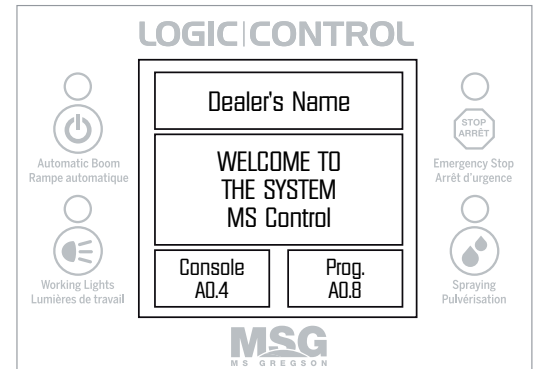 LOGIC|CONTROL
Automatic Boom
Rampe automatique
Working Lights
Lumières de travail
Dealer's Name
WELCOME TO
THE SYSTEM
MS Control
Console
A0.4
Prog.
A0.8
STOP
ARRÊT
Emergency Stop
Arrêt d'urgence
Spraying
Pulvérisation
MSG
MS GREGSON